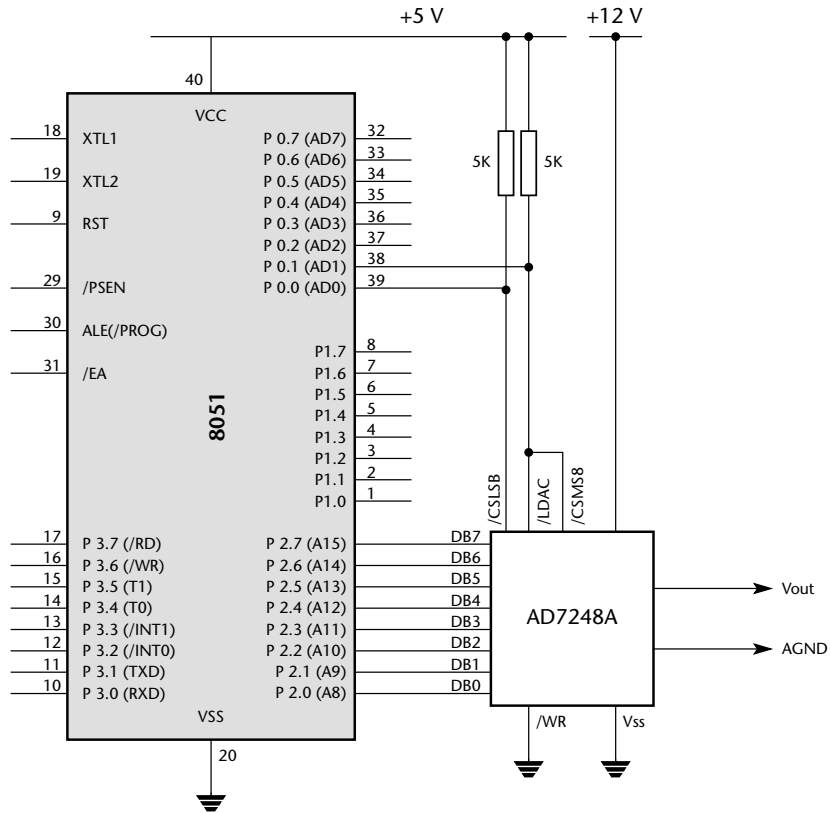 +5 V
+12 V
40
VCC
18 XTL1
19 XTL2
9 RST
29 /PSEN
30 ALE(/PROG)
31 /EA
P 0.7 (AD7) 32
P 0.6 (AD6) 33
P 0.5 (AD5) 34
P 0.4 (AD4) 35
P 0.3 (AD3) 36
P 0.2 (AD2) 37
P 0.1 (AD1) 38
P 0.0 (AD0) 39
5K
5K
P1.7 8
P1.6 7
P1.5 6
P1.4 5
P1.3 4
P1.2 3
P1.1 2
P1.0 1
8051
/CSLSB
/LDAC
/CSMS8
17 P 3.7 (/RD)
16 P 3.6 (/WR)
15 P 3.5 (T1)
14 P 3.4 (T0)
13 P 3.3 (/INT1)
12 P 3.2 (/INT0)
11 P 3.1 (TXD)
10 P 3.0 (RXD)
P 2.7 (A15) DB7
P 2.6 (A14) DB6
P 2.5 (A13) DB5
P 2.4 (A12) DB4
P 2.3 (A11) DB3
P 2.2 (A10) DB2
P 2.1 (A9) DB1
P 2.0 (A8) DB0
AD7248A
Vout
AGND
VSS
20
/WR
Vss